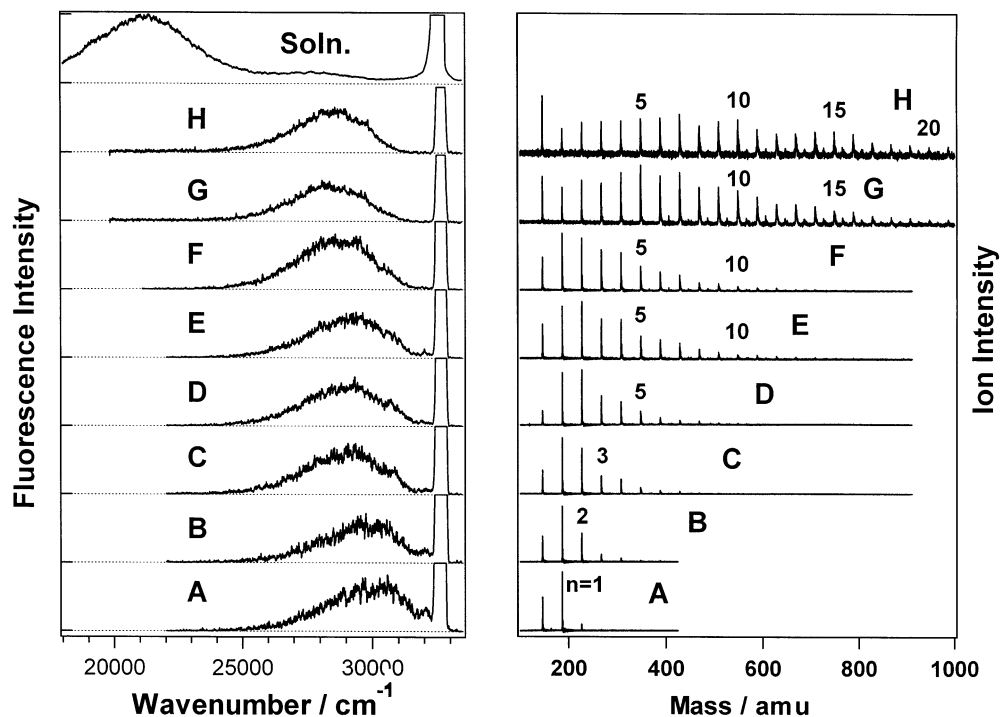 Soln.
H
G
F
E
D
C
B
A
Fluorescence Intensity
20000 25000 30000
Wavenumber / cm-1
5 10 15 H 20
10 15 G
5 10 F
5 10 E
5 D
3 C
2 B
n=1 A
Ion Intensity
200 400 600 800 1000
Mass / amu